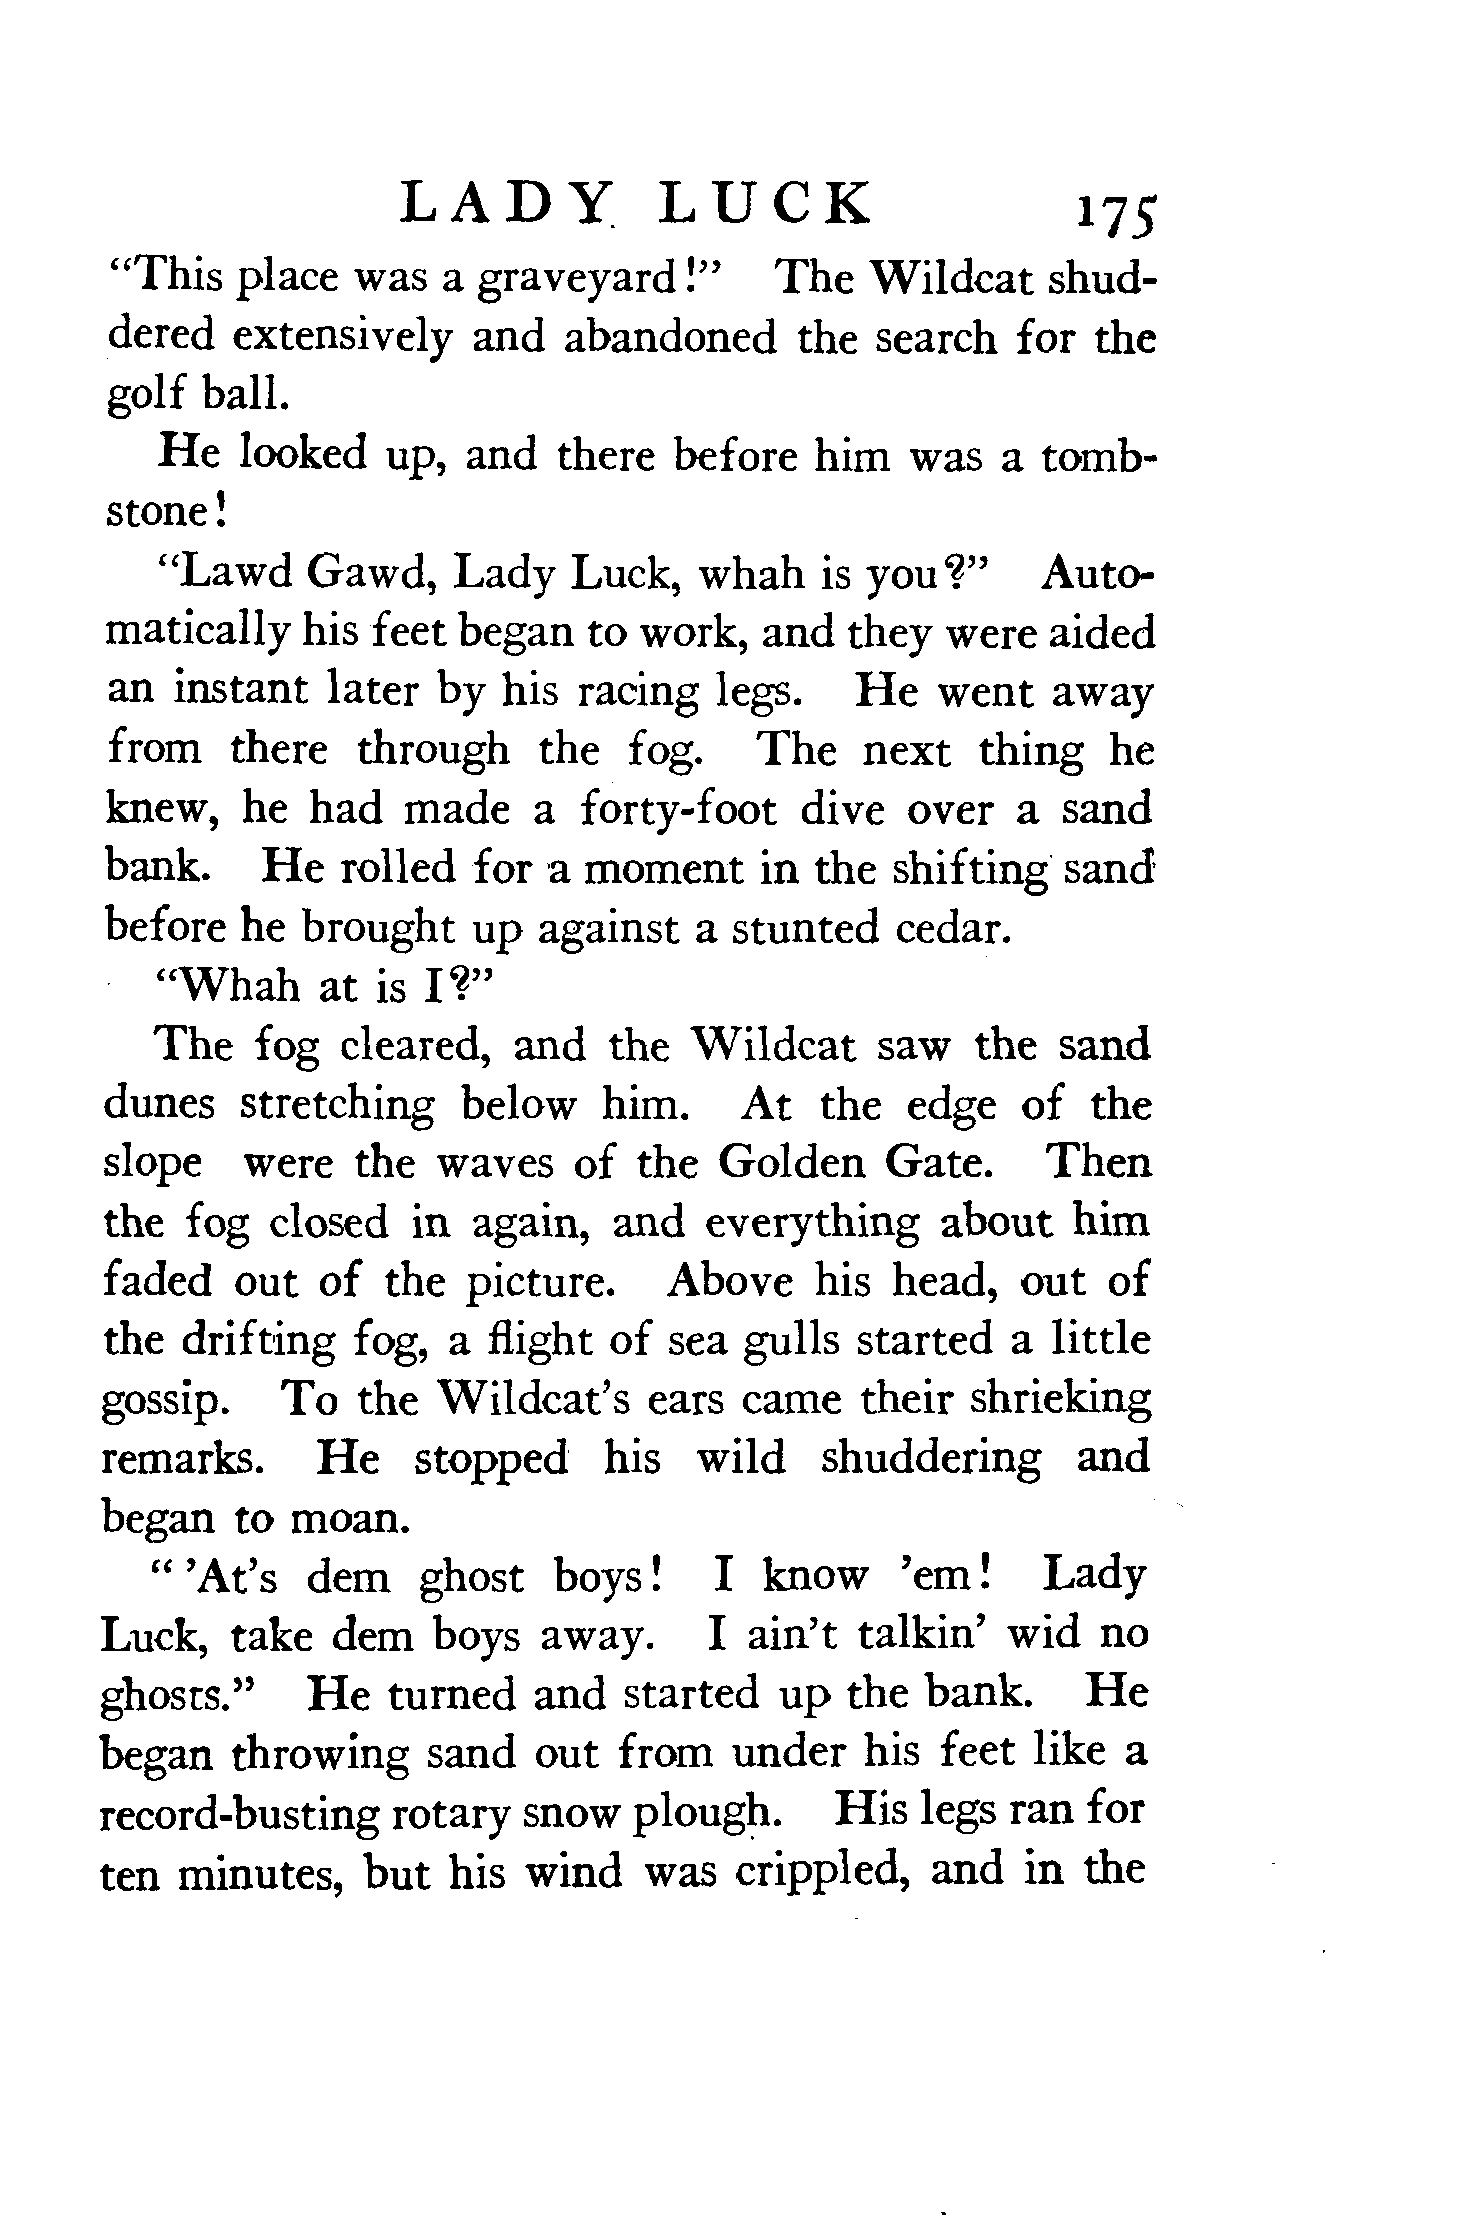 LADY LUCK 175
"This place was a graveyard!" The Wildcat shud-
dered extensively and abandoned the search for the
golf ball.
He looked up, and there before him was a tomb-
stone!
"Lawd Gawd, Lady Luck, whah is you?" Auto-
matically his feet began to work, and they were aided
an instant later by his racing legs. He went away
from there through the fog. The next thing he
knew, he had made a forty-foot dive over a sand
bank. He rolled for a moment in the shifting sand
before he brought up against a stunted cedar.
"Whah at is I?"
The fog cleared, and the Wildcat saw the sand
dunes stretching below him. At the edge of the
slope were the waves of the Golden Gate. Then
the fog closed in again, and everything about him
faded out of the picture. Above his head, out of
the drifting fog, a flight of sea gulls started a little
gossip. To the Wildcat's ears came their shrieking
remarks. He stopped his wild shuddering and
began to moan.
"'At's dem ghost boys! I know 'em! Lady
Luck, take dem boys away. I ain't talkin' wid no
ghosts." He turned and started up the bank. He
began throwing sand out from under his feet like a
record-busting rotary snow plough. His legs ran for
ten minutes, but his wind was crippled, and in the